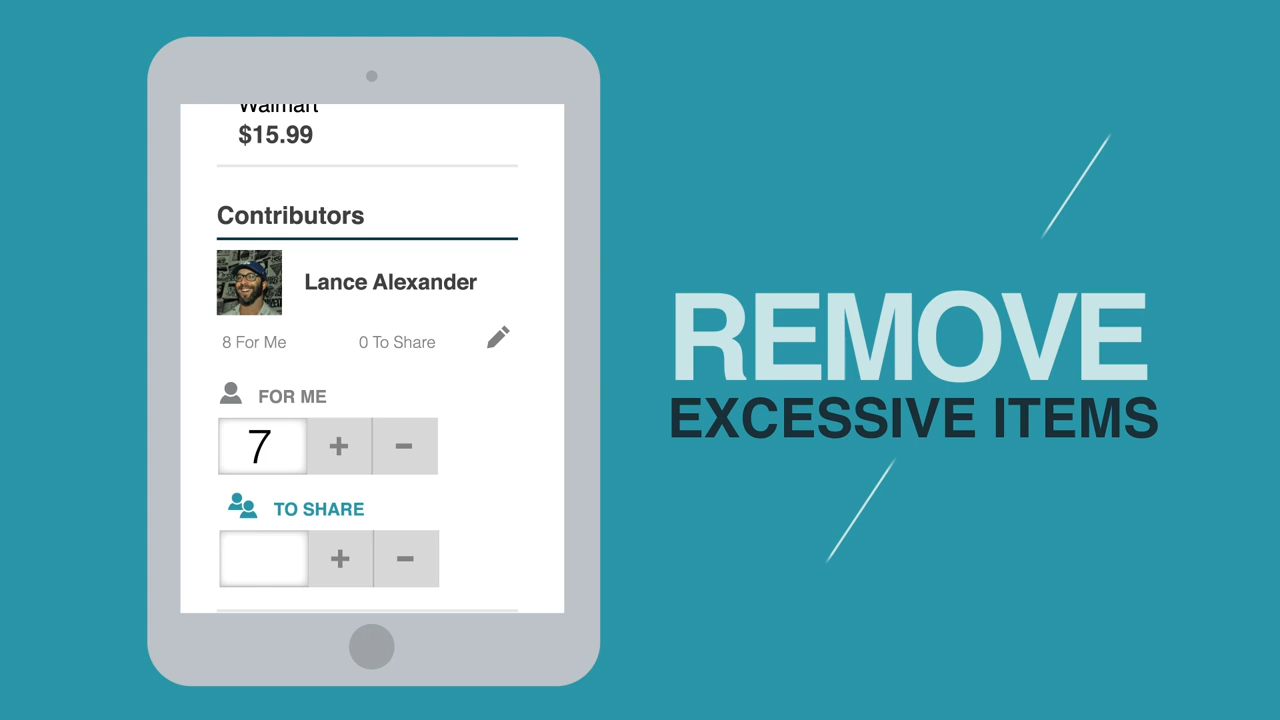 Walmart
$15.99
Contributors
Lance Alexander
8 For Me
0 To Share
FOR ME
7
+
−
TO SHARE
+
−
REMOVE
EXCESSIVE ITEMS